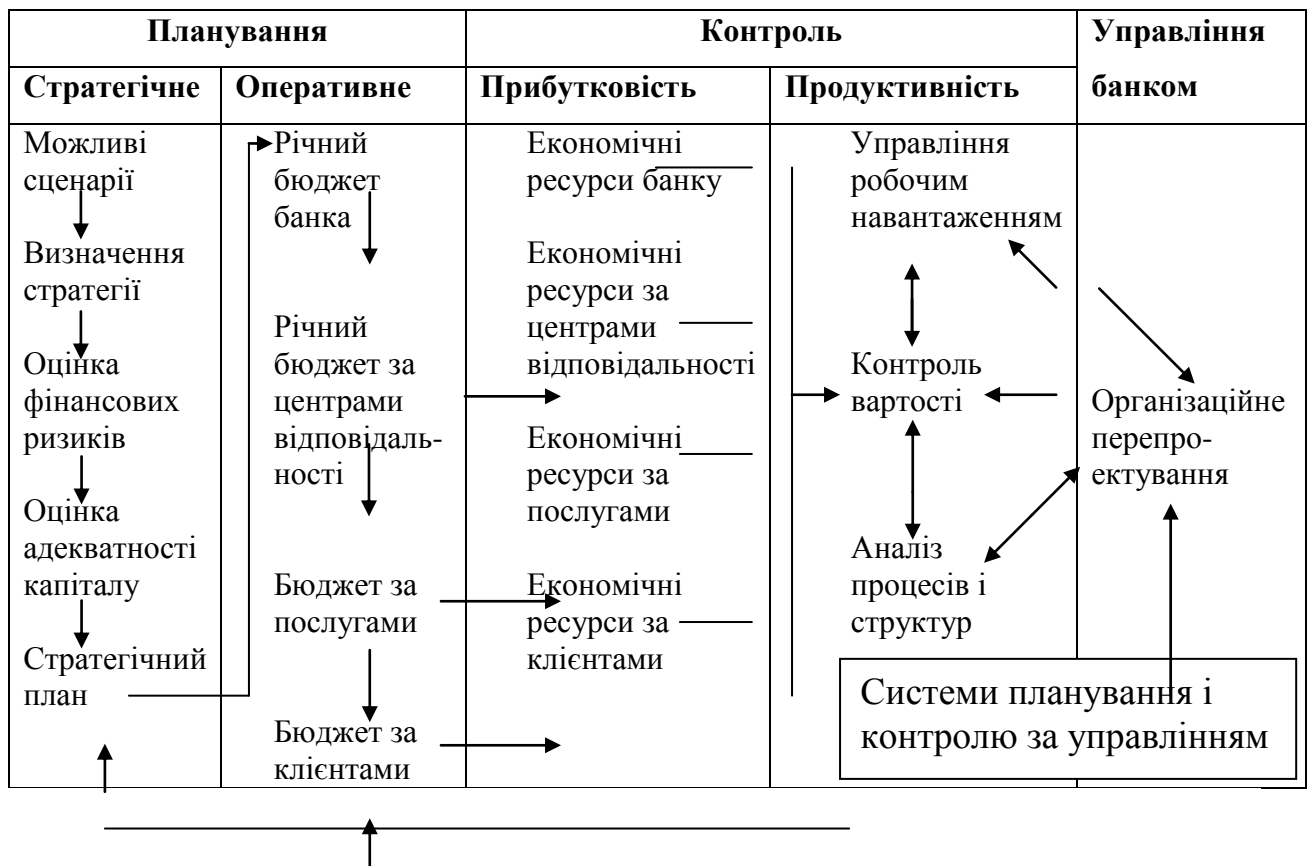 Планування
Контроль
Управління
банком
Стратегічне
Оперативне
Прибутковість
Продуктивність
Можливі
сценарії
Визначення
стратегії
Оцінка
фінансових
ризиків
Оцінка
адекватності
капіталу
Стратегічний
план
Річний
бюджет
банка
Річний
бюджет за
центрами
відповідаль-
ності
Бюджет за
послугами
Бюджет за
клієнтами
Економічні
ресурси банку
Економічні
ресурси за
центрами
відповідальності
Економічні
ресурси за
послугами
Економічні
ресурси за
клієнтами
Управління
робочим
навантаженням
Контроль
вартості
Аналіз
процесів і
структур
Організаційне
перепро-
ектування
Системи планування і
контролю за управлінням